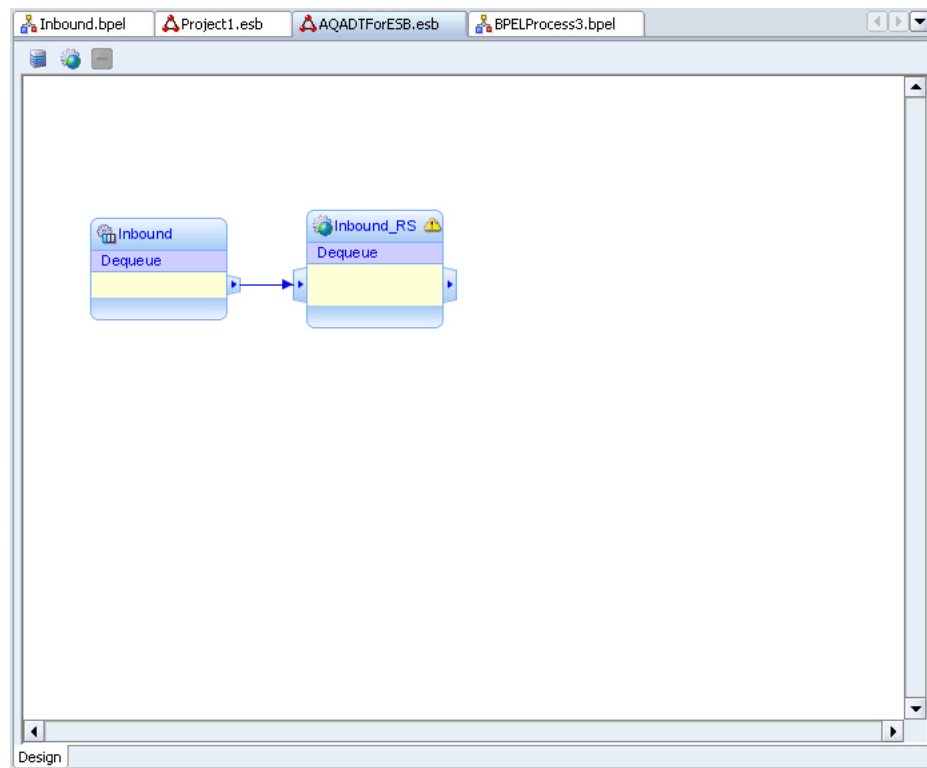 Inbound.bpel Project1.esb AQADTForESB.esb BPELProcess3.bpel
Inbound Inbound_RS
Dequeue Dequeue
Design